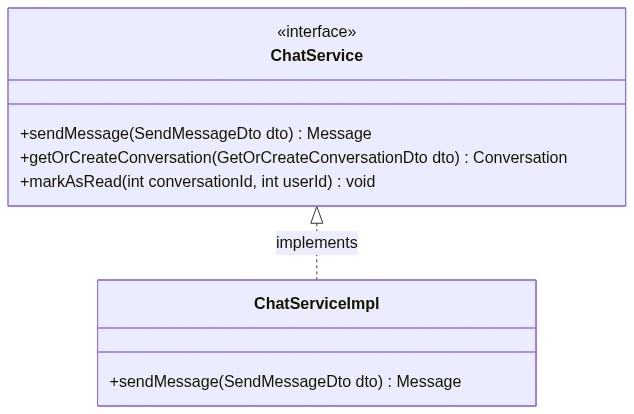 «interface»
ChatService
+sendMessage(SendMessageDto dto) : Message
+getOrCreateConversation(GetOrCreateConversationDto dto) : Conversation
+markAsRead(int conversationId, int userId) : void
implements
ChatServiceImpl
+sendMessage(SendMessageDto dto) : Message